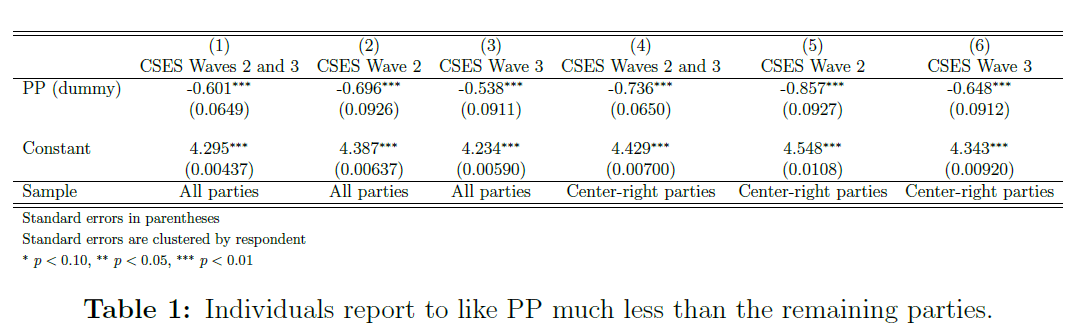 (1) (2) (3) (4) (5) (6)
CSES Waves 2 and 3 CSES Wave 2 CSES Wave 3 CSES Waves 2 and 3 CSES Wave 2 CSES Wave 3
PP (dummy) -0.601*** -0.696*** -0.538*** -0.736*** -0.857*** -0.648***
(0.0649) (0.0926) (0.0911) (0.0650) (0.0927) (0.0912)
Constant 4.295*** 4.387*** 4.234*** 4.429*** 4.548*** 4.343***
(0.00437) (0.00637) (0.00590) (0.00700) (0.0108) (0.00920)
Sample All parties All parties All parties Center-right parties Center-right parties Center-right parties
Standard errors in parentheses
Standard errors are clustered by respondent
* p < 0.10, ** p < 0.05, *** p < 0.01
Table 1: Individuals report to like PP much less than the remaining parties.